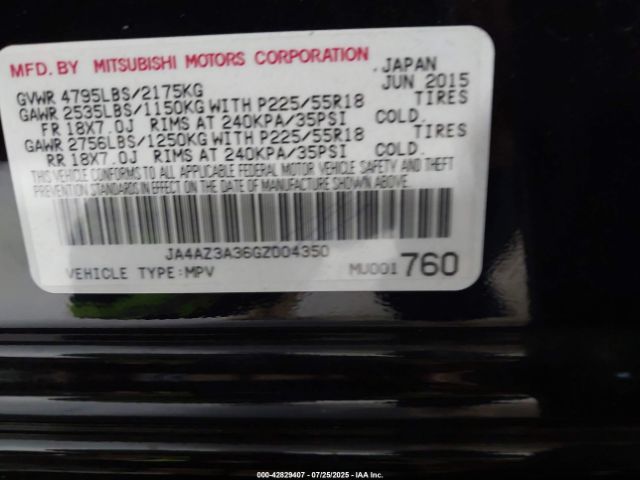 MFD. BY MITSUBISHI MOTORS CORPORATION JAPAN
GVWR 4795LBS/2175KG JUN 2015
GAWR 2535LBS/1150KG WITH P225/55R18 TIRES
FR 18X7.0J RIMS AT 240KPA/35PSI COLD.
GAWR 2756LBS/1250KG WITH P225/55R18 TIRES
RR 18X7.0J RIMS AT 240KPA/35PSI COLD.
THIS VEHICLE CONFORMS TO ALL APPLICABLE FEDERAL MOTOR VEHICLE SAFETY AND THEFT
PREVENTION STANDARDS IN EFFECT ON THE DATE OF MANUFACTURE SHOWN ABOVE.
JA4AZ3A36GZ004350
VEHICLE TYPE:MPV MU001 760
000-42829407 - 07/25/2025 - IAAI.com